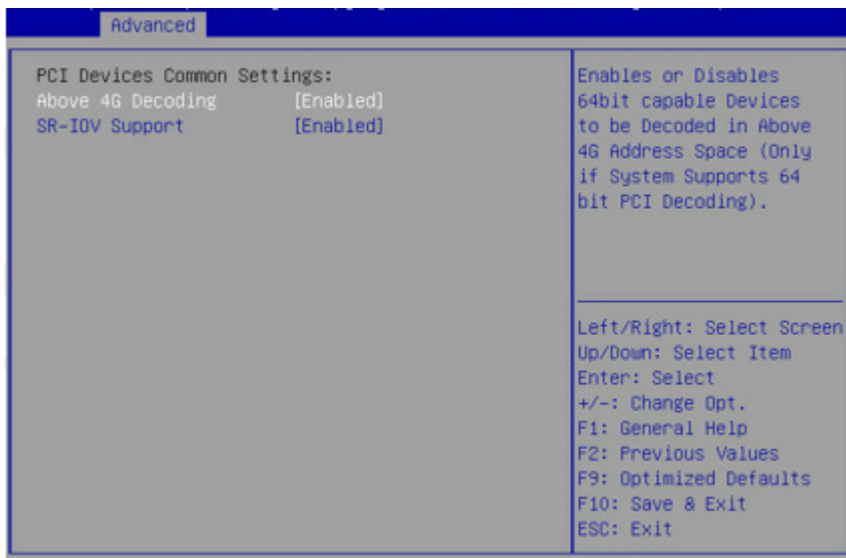 Advanced
PCI Devices Common Settings:
Above 4G Decoding [Enabled]
SR-IOV Support [Enabled]
Enables or Disables
64bit capable Devices
to be Decoded in Above
4G Address Space (Only
if System Supports 64
bit PCI Decoding).
Left/Right: Select Screen
Up/Down: Select Item
Enter: Select
+/-: Change Opt.
F1: General Help
F2: Previous Values
F9: Optimized Defaults
F10: Save & Exit
ESC: Exit